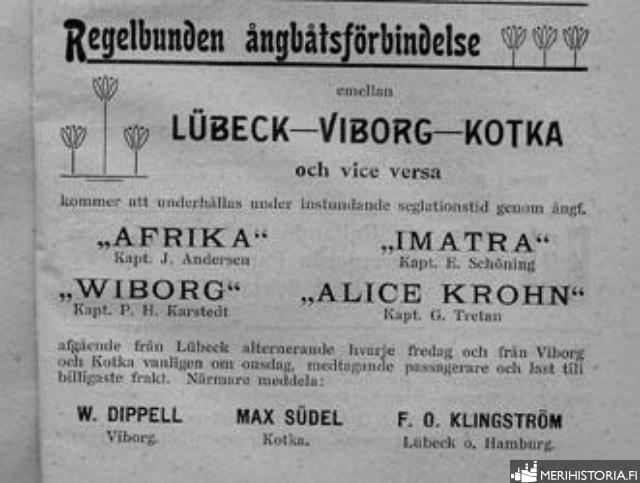 Regelbunden ångbåtsförbindelse
emellan
LÜBECK—VIBORG—KOTKA
och vice versa
kommer att underhållas under instundande seglationstid genom ångf.
„AFRIKA“ „IMATRA“
Kapt. J. Andersen Kapt. E. Schöning
„WIBORG“ „ALICE KROHN“
Kapt. P. H. Karstedt Kapt. G. Tretan
afgående från Lübeck alternerande hvarje fredag och från Viborg
och Kotka vanligen om onsdag, medtagande passagerare och last till
billigaste frakt. Närmare meddela:
W. DIPPELL MAX SÜDEL F. O. KLINGSTRÖM
Viborg. Kotka. Lübeck o. Hamburg.
MERIHISTORIA.FI